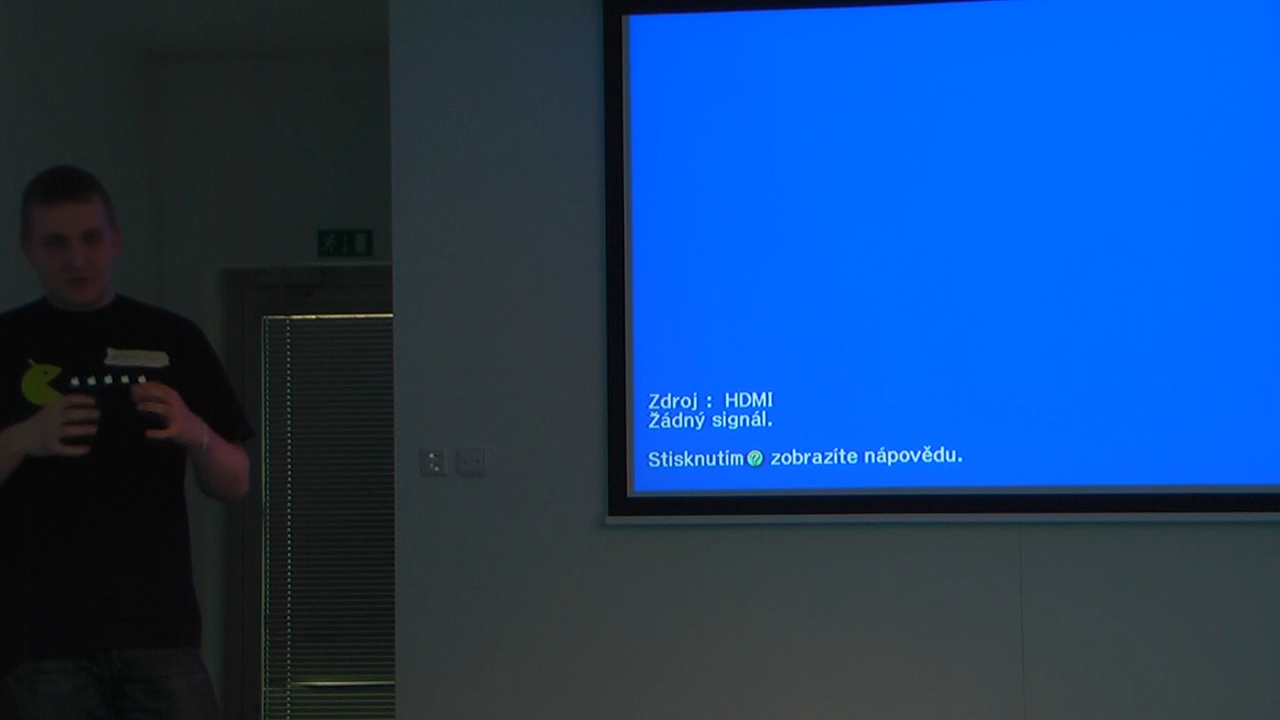 Zdroj : HDMI
Žádný signál.
Stisknutím ? zobrazíte nápovědu.